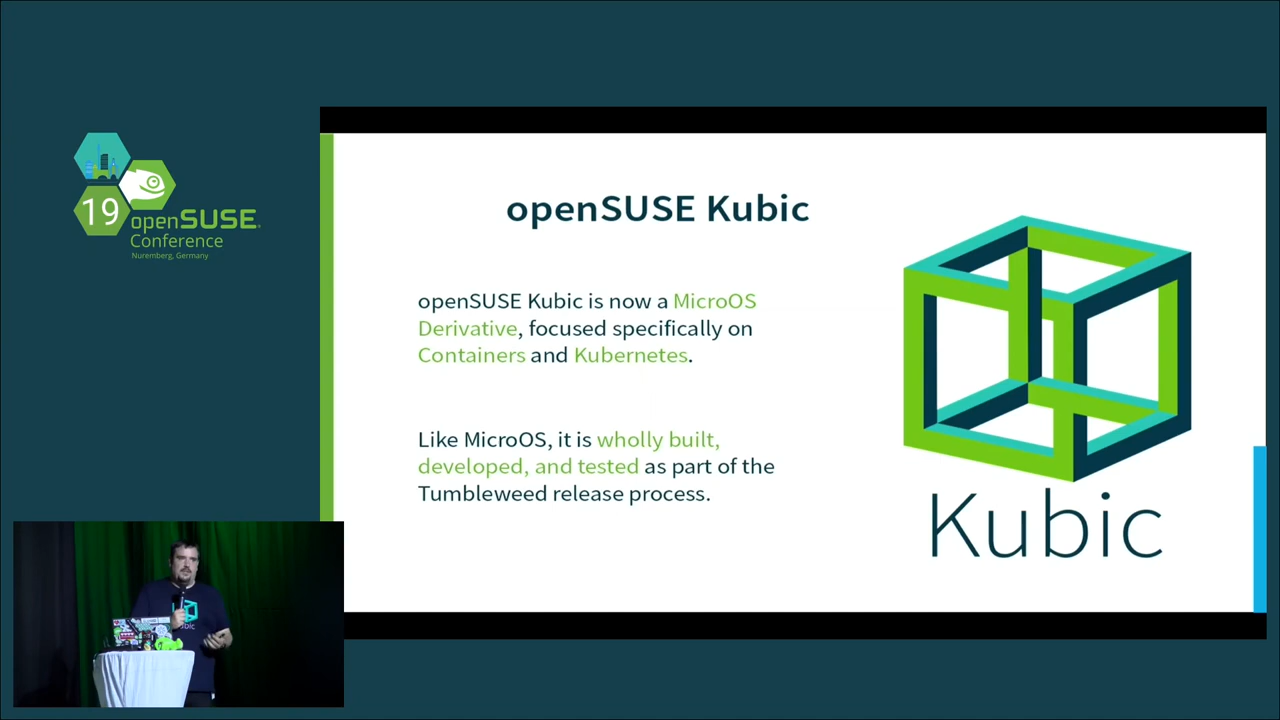 19
openSUSE
Conference
Nuremberg, Germany
openSUSE Kubic
openSUSE Kubic is now a MicroOS
Derivative, focused specifically on
Containers and Kubernetes.
Like MicroOS, it is wholly built,
developed, and tested as part of the
Tumbleweed release process.
Kubic